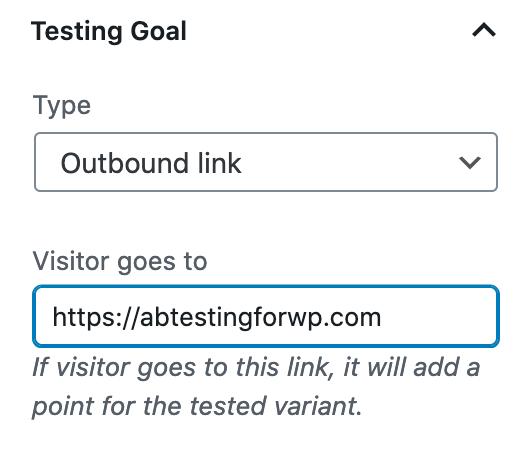 Testing Goal
Type
Outbound link
Visitor goes to
https://abtestingforwp.com
If visitor goes to this link, it will add a
point for the tested variant.